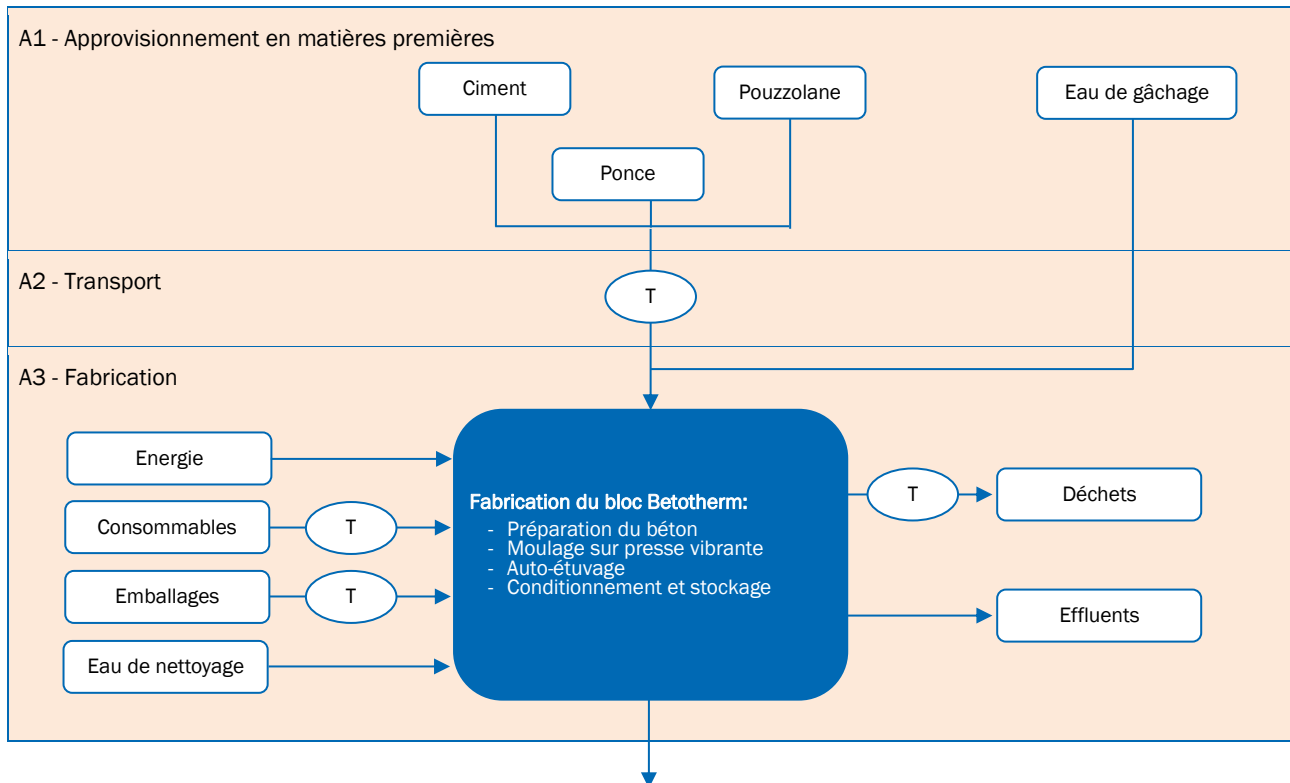 A1 - Approvisionnement en matières premières
Ciment
Pouzzolane
Eau de gâchage
Ponce
A2 - Transport
T
A3 - Fabrication
Energie
Consommables
T
Emballages
T
Eau de nettoyage
Fabrication du bloc Betotherm:
- Préparation du béton
- Moulage sur presse vibrante
- Auto-étuvage
- Conditionnement et stockage
T
Déchets
Effluents